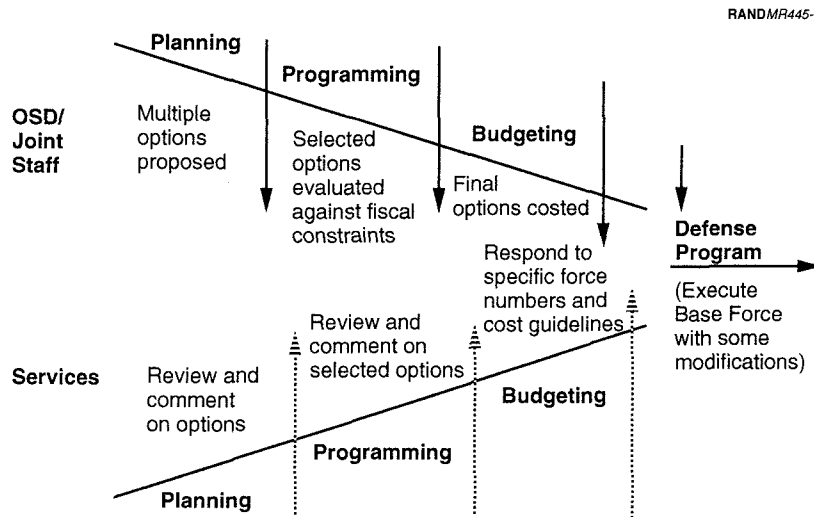 RANDMR445-
Planning
Programming
Budgeting
OSD/
Joint
Staff
Multiple
options
proposed
Selected
options
evaluated
against fiscal
constraints
Final
options costed
Defense
Program
(Execute
Base Force
with some
modifications)
Respond to
specific force
numbers and
cost guidelines
Review and
comment on
selected options
Services
Review and
comment
on options
Budgeting
Programming
Planning